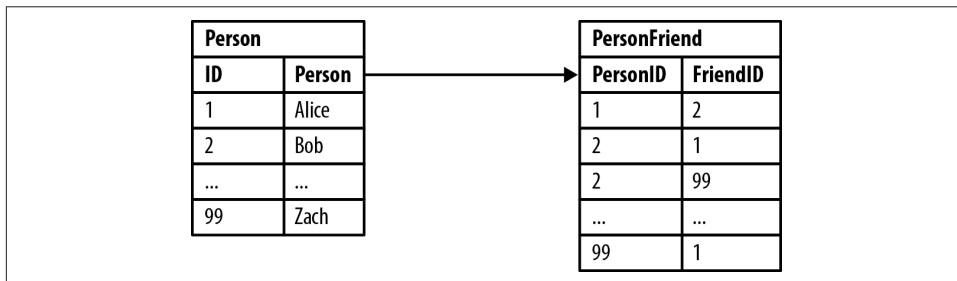 Person
ID Person
1 Alice
2 Bob
... ...
99 Zach
PersonFriend
PersonID FriendID
1 2
2 1
2 99
... ...
99 1